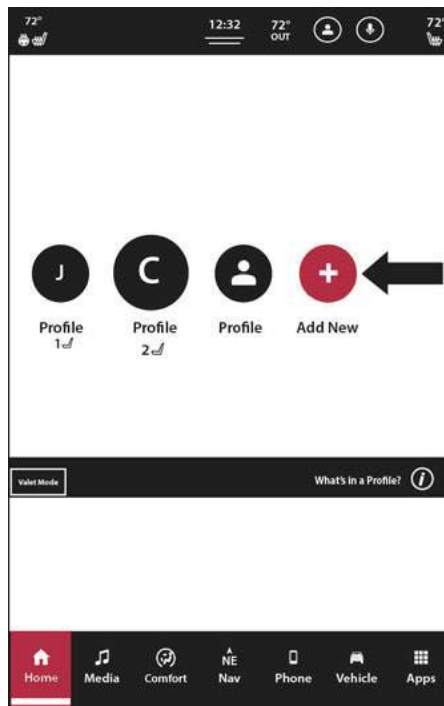 72°
12:32
72°
OUT
72°
J
C
Profile
1
Profile
2
Profile
Add New
Valet Mode
What's in a Profile?
i
NE
Home
Media
Comfort
Nav
Phone
Vehicle
Apps